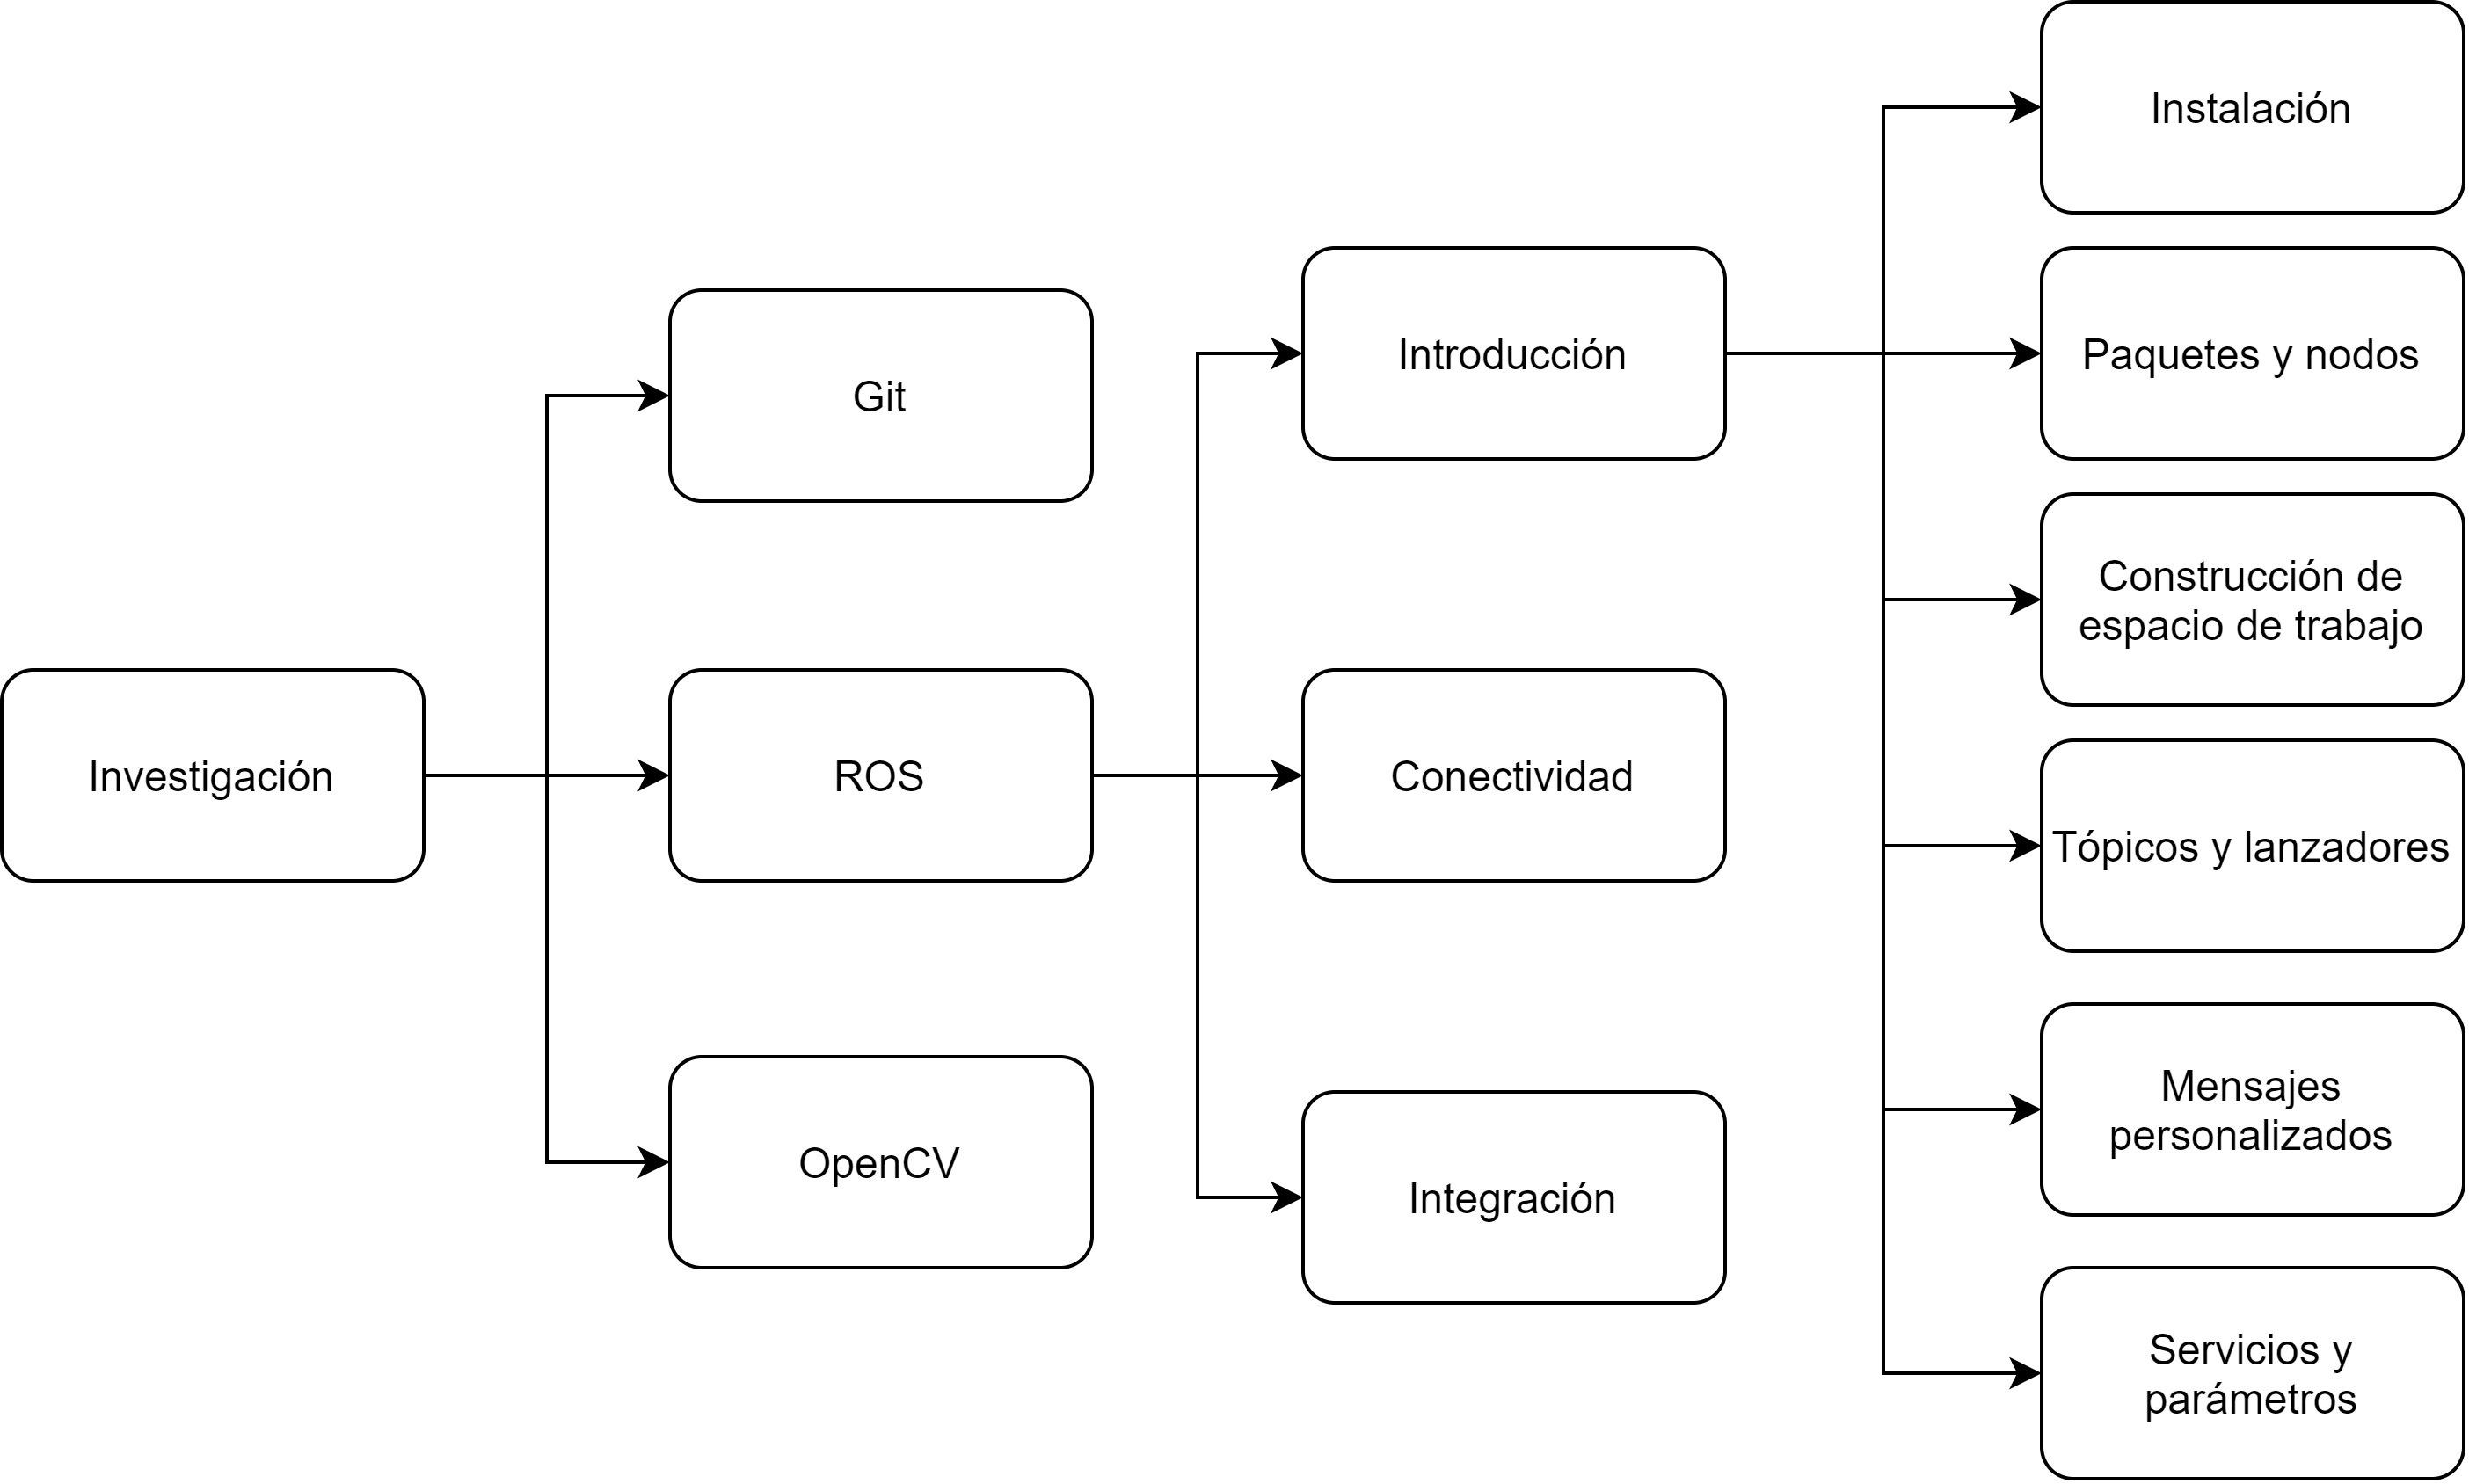 Investigación
Git
ROS
OpenCV
Introducción
Conectividad
Integración
Instalación
Paquetes y nodos
Construcción de
espacio de trabajo
Tópicos y lanzadores
Mensajes
personalizados
Servicios y
parámetros